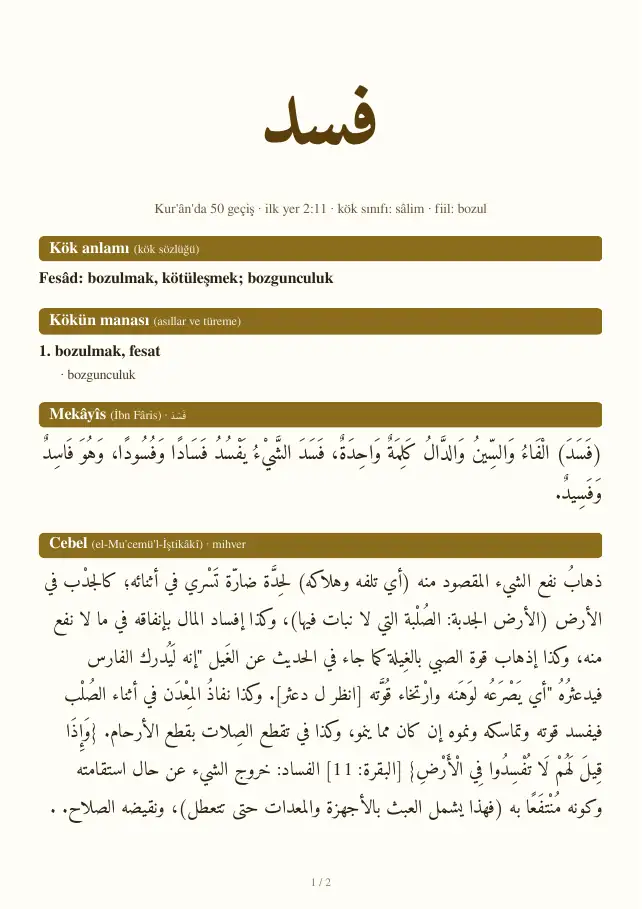 فسد
Kur'ân'da 50 geçiş · ilk yer 2:11 · kök sınıfı: sâlim · fiil: bozul
Kök anlamı (kök sözlüğü)
Fesâd: bozulmak, kötüleşmek; bozgunculuk
Kökün manası (asıllar ve türeme)
1. bozulmak, fesat
· bozgunculuk
Mekâyîs (İbn Fâris) · فَسَدَ
(فَسَدَ) الْفَاءُ وَالسِّينُ وَالدَّالُ كَلِمَةٌ وَاحِدَةٌ، فَسَدَ الشَّيْءُ يَفْسُدُ فَسَادًا وَفُسُودًا، وَهُوَ فَاسِدٌ
وَفَسِيدٌ.
Cebel (el-Mu'cemü'l-İştikâkî) · mihver
ذهابُ نفع الشيء المقصود منه (أي تلفه وهلاكه) لحِدَّة ضارّة تَسْري في أثنائه؛ كالجدْب في
الأرض (الأرض الجدبة: الصُلْبة التي لا نبات فيها)، وكذا إفساد المال بإنفاقه في ما لا نفع
منه، وكذا إذهاب قوة الصبي بالغِيلة كما جاء في الحديث عن الغَيل "إنه لَيُدرك الفارس
فيدعثرُهُ "أي يَصْرَعُه لوَهَنه وارْتخاء قُوَّته [انظر ل دعثر]. وكذا نفاذُ المِعْدَن في أثناء الصُلْب
فيفسد قوته وتماسكه ونموه إن كان مما ينمو، وكذا في تقطع الصِلات بقطع الأرحام. {وَإِذَا
قِيلَ لَهُمْ لَا تُفْسِدُوا فِي الْأَرْضِ} [البقرة: 11] الفساد: خروج الشيء عن حال استقامته
وكونه مُنْتَفَعًا به (فهذا يشمل العبث بالأجهزة والمعدات حتى تتعطل)، ونقيضه الصلاح. .
1 / 2